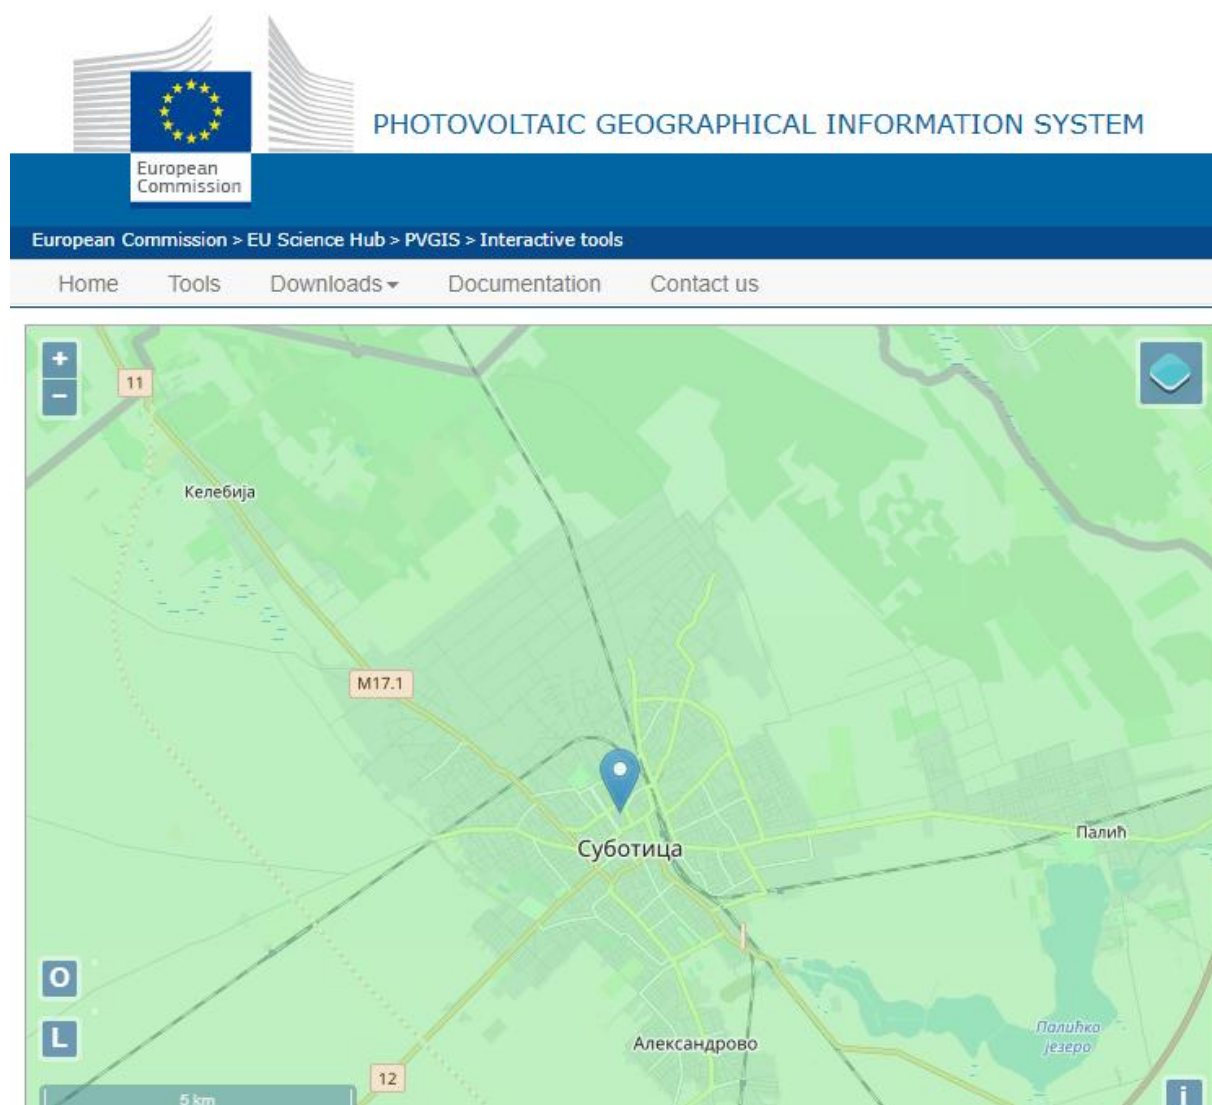 PHOTOVOLTAIC GEOGRAPHICAL INFORMATION SYSTEM
European
Commission
European Commission > EU Science Hub > PVGIS > Interactive tools
Home Tools Downloads Documentation Contact us
+
−
11
Келебија
M17.1
Суботица
Палић
O
L
Палићко
језеро
Александрово
12
5 km
i